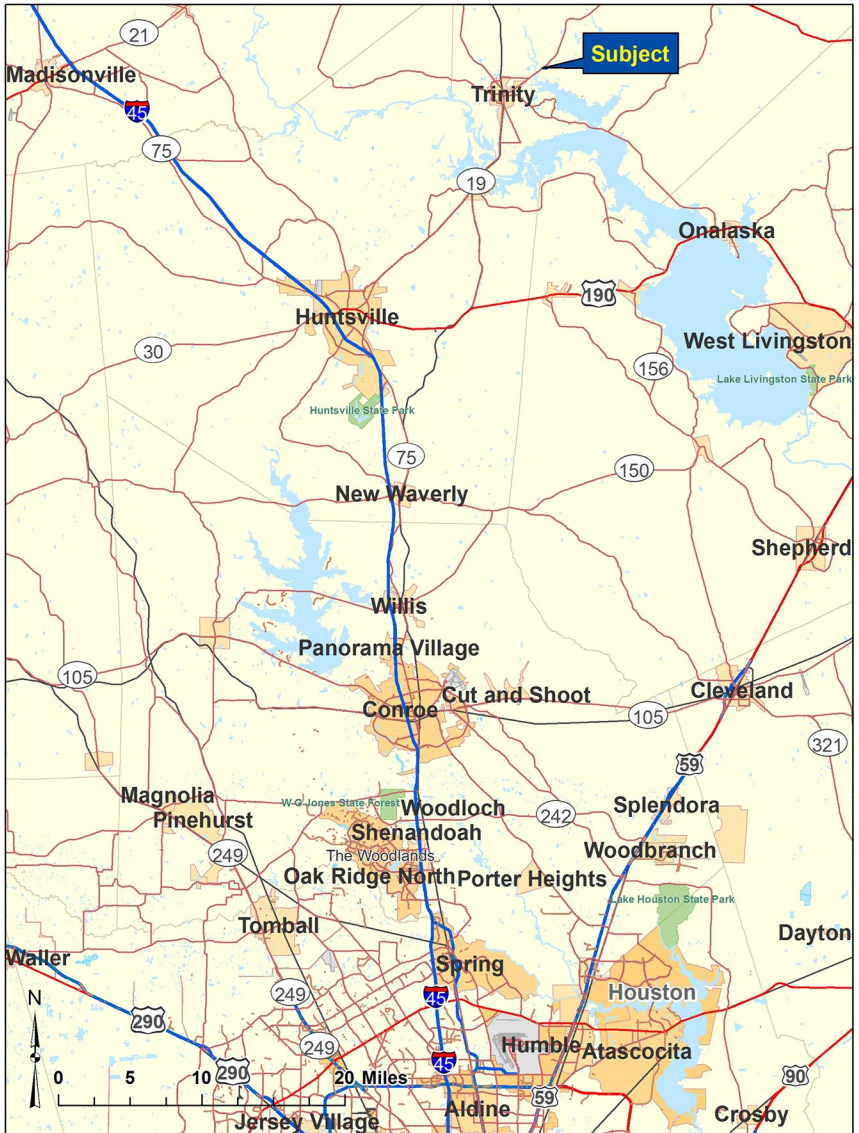 21
Subject
Madisonville
Trinity
45
75
19
Onalaska
190
Huntsville
West Livingston
30
156
Lake Livingston State Park
Huntsville State Park
75
150
New Waverly
Shepherd
Willis
Panorama Village
105
Cut and Shoot
Cleveland
Conroe
105
321
59
Magnolia
W G Jones State Forest
Woodloch
Splendora
Pinehurst
242
Shenandoah
249
The Woodlands
Woodbranch
Oak Ridge North
Porter Heights
Lake Houston State Park
Tomball
Dayton
Waller
Spring
249
45
Houston
N
290
249
Humble
Atascocita
45
290
0 5 10 20 Miles
90
59
Aldine
Crosby
Jersey Village